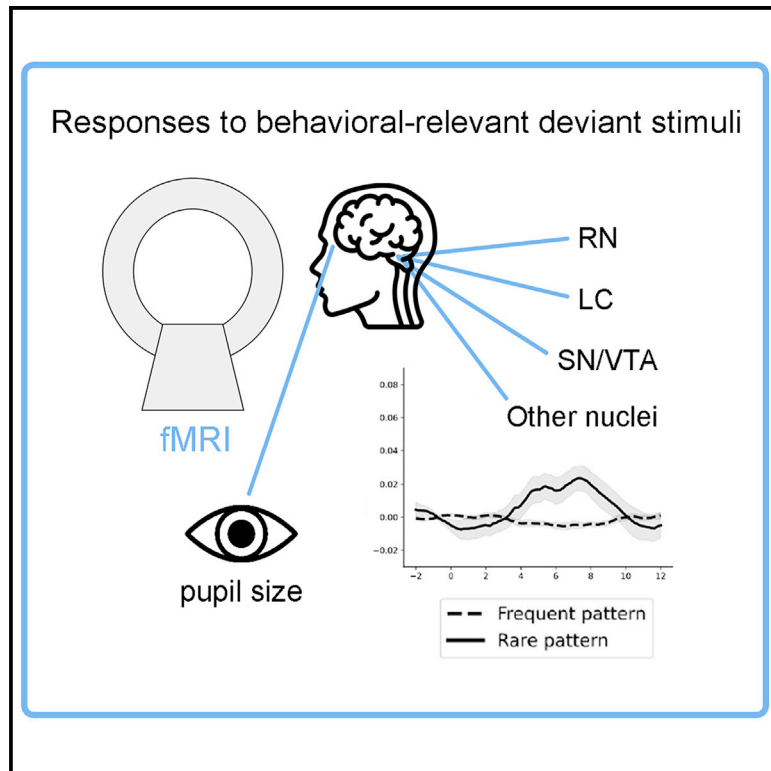 Responses to behavioral-relevant deviant stimuli
RN
LC
SN/VTA
Other nuclei
fMRI
pupil size
0.08
0.06
0.04
0.02
0.00
−0.02
−2 0 2 4 6 8 10 12
Frequent pattern
Rare pattern